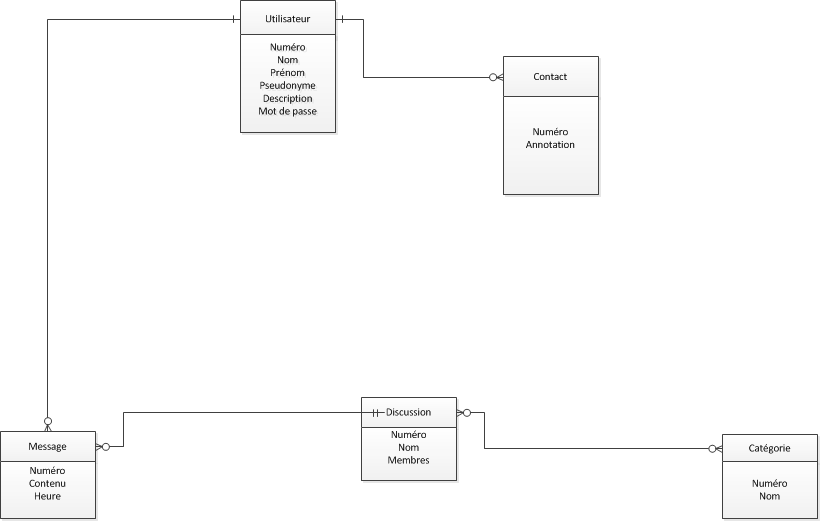 Utilisateur
Numéro
Nom
Prénom
Pseudonyme
Description
Mot de passe
Contact
Numéro
Annotation
Discussion
Numéro
Nom
Membres
Message
Numéro
Contenu
Heure
Catégorie
Numéro
Nom